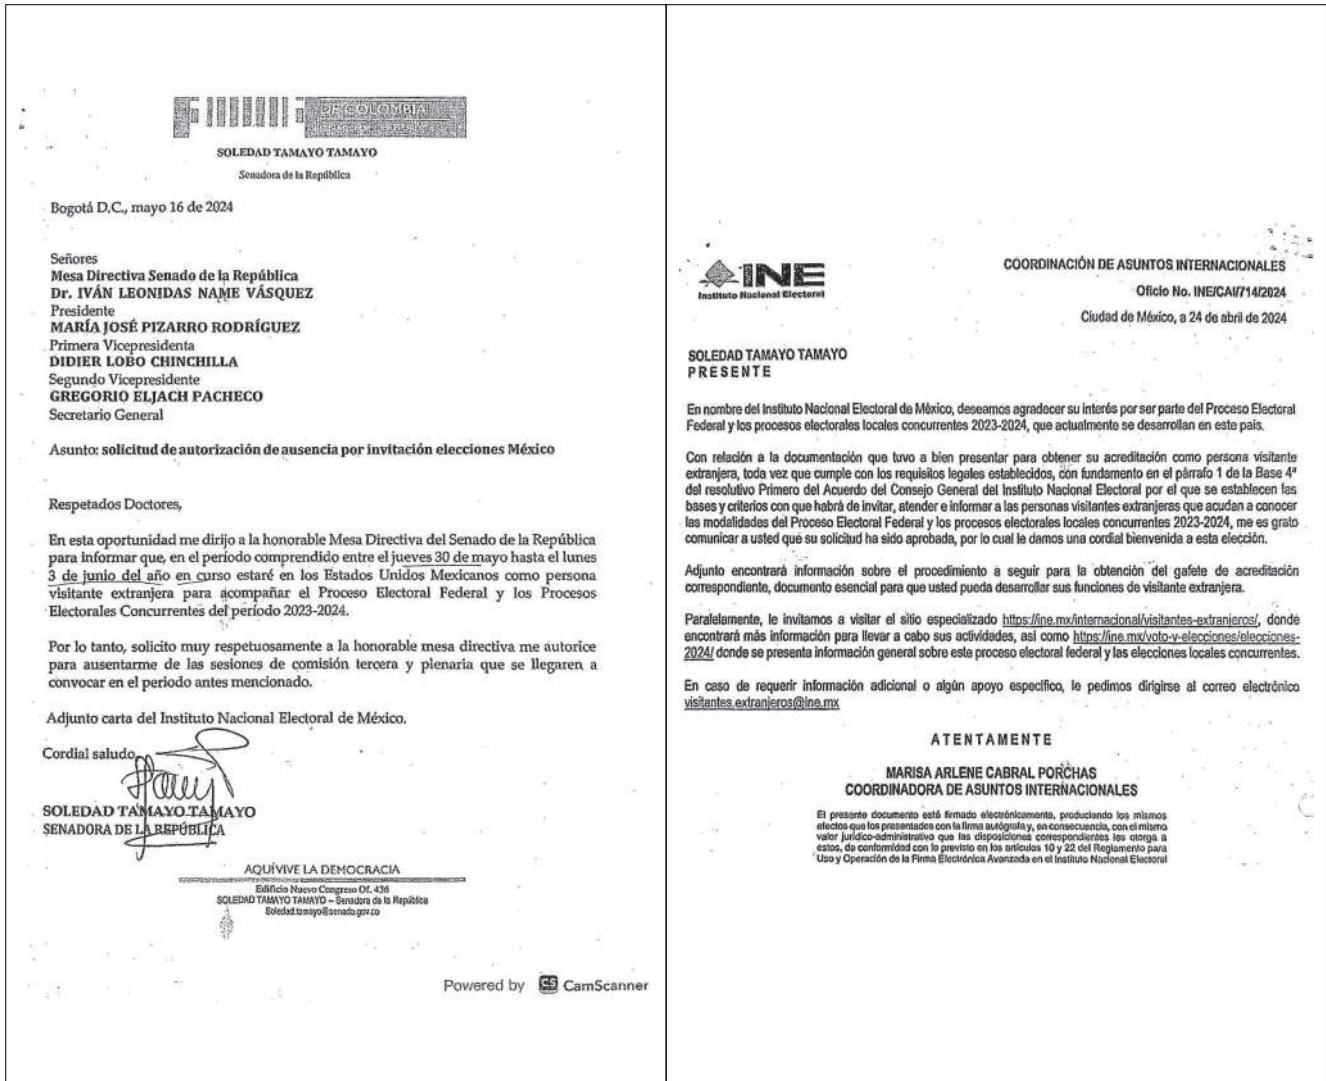 DE COLOMBIA
SOLEDAD TAMAYO TAMAYO
Senadora de la República
Bogotá D.C., mayo 16 de 2024
Señores
Mesa Directiva Senado de la República
Dr. IVÁN LEONIDAS NAME VÁSQUEZ
Presidente
MARÍA JOSÉ PIZARRO RODRÍGUEZ
Primera Vicepresidenta
DIDIER LOBO CHINCHILLA
Segundo Vicepresidente
GREGORIO ELJACH PACHECO
Secretario General
Asunto: solicitud de autorización de ausencia por invitación elecciones México
Respetados Doctores,
En esta oportunidad me dirijo a la honorable Mesa Directiva del Senado de la República
para informar que, en el período comprendido entre el jueves 30 de mayo hasta el lunes
3 de junio del año en curso estaré en los Estados Unidos Mexicanos como persona
visitante extranjera para acompañar el Proceso Electoral Federal y los Procesos
Electorales Concurrentes del período 2023-2024.
Por lo tanto, solicito muy respetuosamente a la honorable mesa directiva me autorice
para ausentarme de las sesiones de comisión tercera y plenaria que se llegaren a
convocar en el periodo antes mencionado.
Adjunto carta del Instituto Nacional Electoral de México.
Cordial saludo,
SOLEDAD TAMAYO TAMAYO
SENADORA DE LA REPÚBLICA
AQUÍ VIVE LA DEMOCRACIA
Edificio Nuevo Congreso Of. 436
SOLEDAD TAMAYO TAMAYO – Senadora de la República
Soledad.tamayo@senado.gov.co
Powered by CS CamScanner
INE
Instituto Nacional Electoral
COORDINACIÓN DE ASUNTOS INTERNACIONALES
Oficio No. INE/CAI/714/2024
Ciudad de México, a 24 de abril de 2024
SOLEDAD TAMAYO TAMAYO
PRESENTE
En nombre del Instituto Nacional Electoral de México, deseamos agradecer su interés por ser parte del Proceso Electoral
Federal y los procesos electorales locales concurrentes 2023-2024, que actualmente se desarrollan en este país.
Con relación a la documentación que tuvo a bien presentar para obtener su acreditación como persona visitante
extranjera, toda vez que cumple con los requisitos legales establecidos, con fundamento en el párrafo 1 de la Base 4ª
del resolutivo Primero del Acuerdo del Consejo General del Instituto Nacional Electoral por el que se establecen las
bases y criterios con que habrá de invitar, atender e informar a las personas visitantes extranjeras que acudan a conocer
las modalidades del Proceso Electoral Federal y los procesos electorales locales concurrentes 2023-2024, me es grato
comunicar a usted que su solicitud ha sido aprobada, por lo cual le damos una cordial bienvenida a esta elección.
Adjunto encontrará información sobre el procedimiento a seguir para la obtención del gafete de acreditación
correspondiente, documento esencial para que usted pueda desarrollar sus funciones de visitante extranjera.
Paralelamente, le invitamos a visitar el sitio especializado https://ine.mx/internacional/visitantes-extranjeros/, donde
encontrará más información para llevar a cabo sus actividades, así como https://ine.mx/voto-y-elecciones/elecciones-
2024/ donde se presenta información general sobre este proceso electoral federal y las elecciones locales concurrentes.
En caso de requerir información adicional o algún apoyo específico, le pedimos dirigirse al correo electrónico
visitantes.extranjeros@ine.mx
ATENTAMENTE
MARISA ARLENE CABRAL PORCHAS
COORDINADORA DE ASUNTOS INTERNACIONALES
El presente documento está firmado electrónicamente, produciendo los mismos
efectos que los presentados con la firma autógrafa y, en consecuencia, con el mismo
valor jurídico-administrativo que las disposiciones correspondientes les otorga a
estos, de conformidad con lo previsto en los artículos 10 y 22 del Reglamento para
Uso y Operación de la Firma Electrónica Avanzada en el Instituto Nacional Electoral